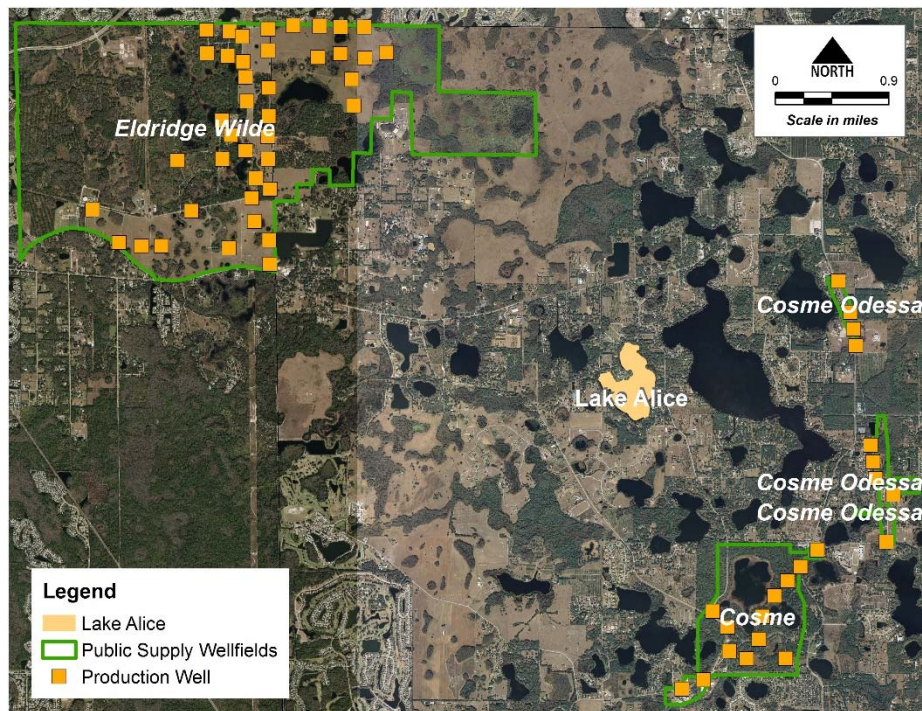 NORTH
0 0.9
Scale in miles
Eldridge Wilde
Cosme Odessa
Lake Alice
Cosme Odessa
Cosme Odessa
Cosme
Legend
Lake Alice
Public Supply Wellfields
Production Well